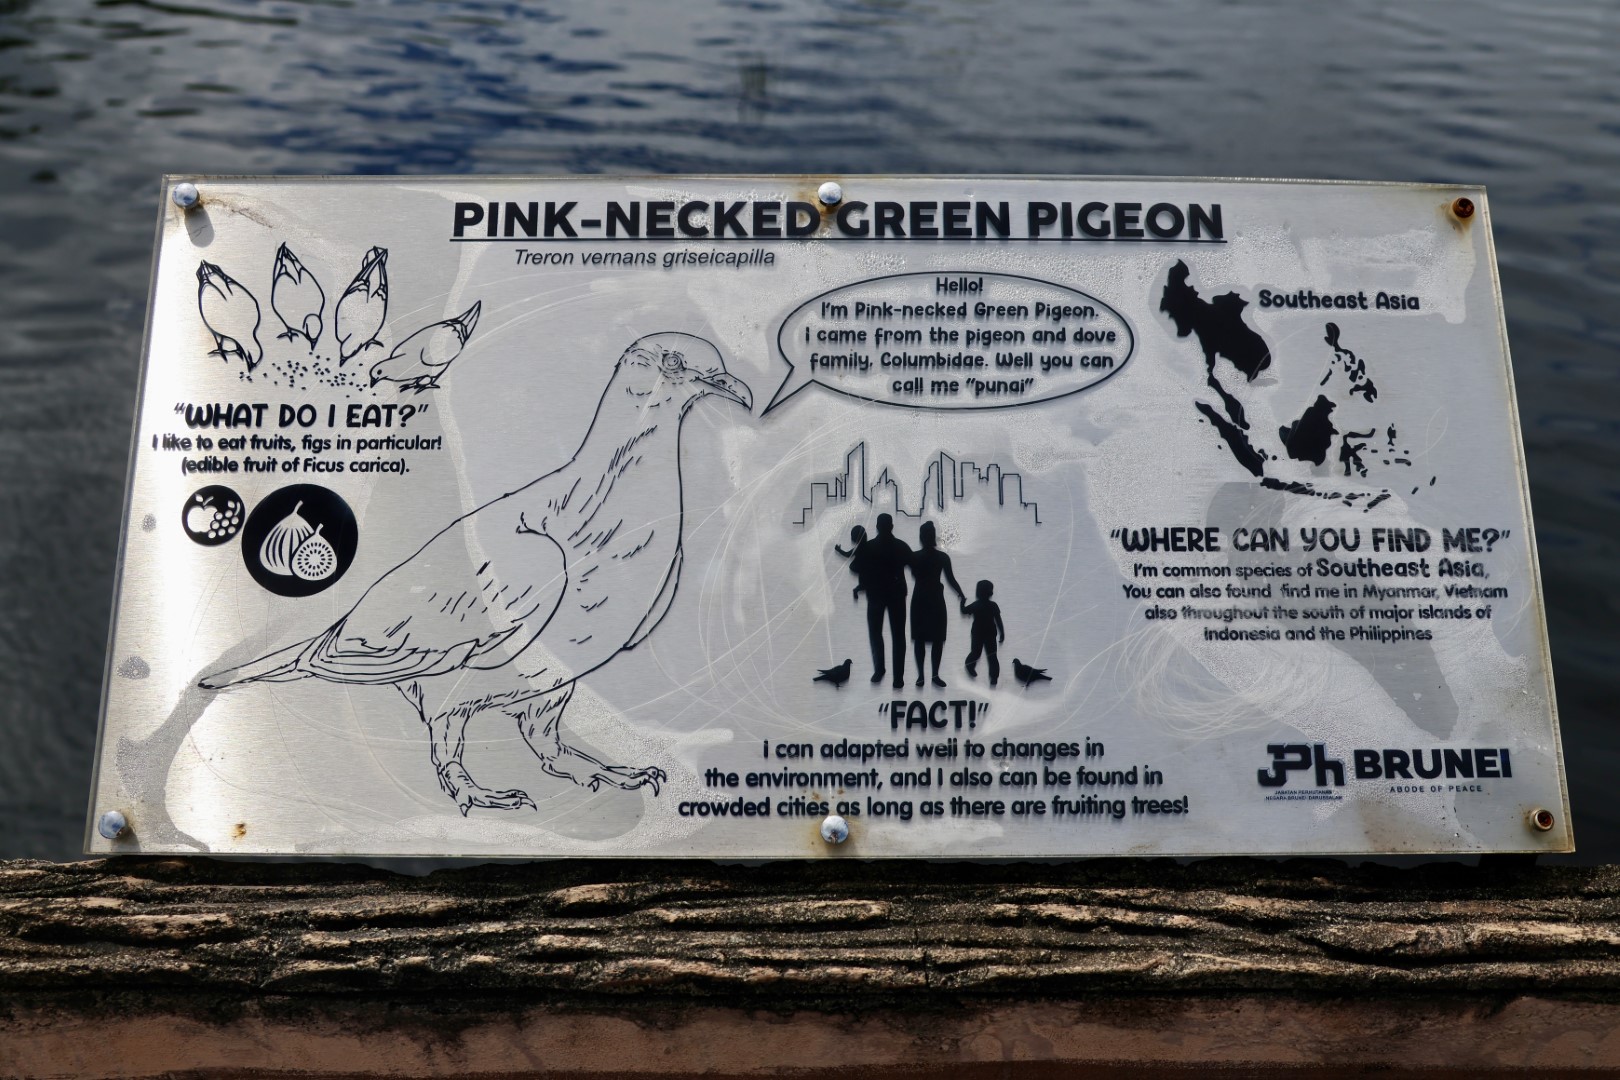 PINK-NECKED GREEN PIGEON
Treron vernans griseicapilla
Hello!
I'm Pink-necked Green Pigeon.
I came from the pigeon and dove
family, Columbidae. Well you can
call me "punai"
Southeast Asia
"WHAT DO I EAT?"
I like to eat fruits, figs in particular!
(edible fruit of Ficus carica).
"WHERE CAN YOU FIND ME?"
I'm common species of Southeast Asia,
You can also found find me in Myanmar, Vietnam
also throughout the south of major islands of
Indonesia and the Philippines
"FACT!"
I can adapted well to changes in
the environment, and I also can be found in
crowded cities as long as there are fruiting trees!
JPh BRUNEI
ABODE OF PEACE
JABATAN PERHUTANAN
NEGARA BRUNEI DARUSSALAM